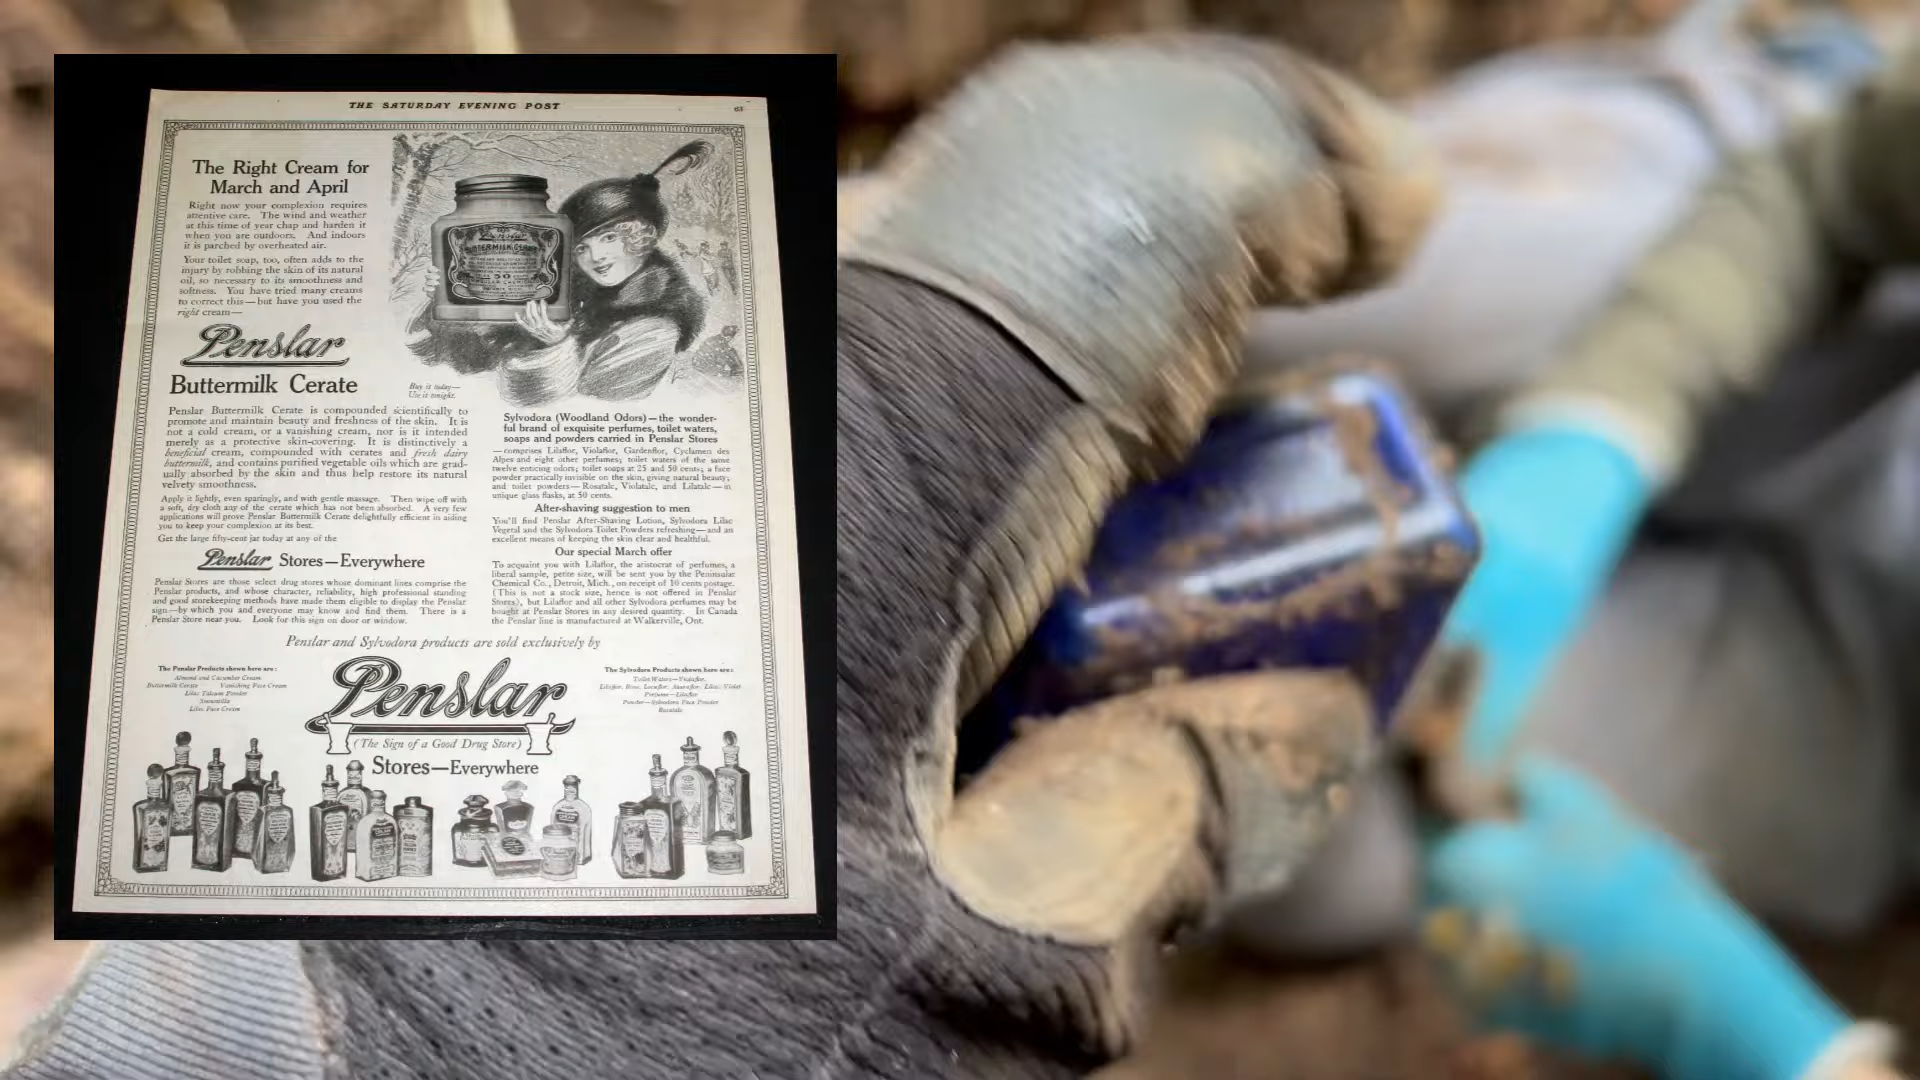 THE SATURDAY EVENING POST
63
The Right Cream for
March and April
Right now your complexion requires
attentive care. The wind and weather
at this time of year chap and harden it
when you are outdoors. And indoors
it is parched by overheated air.
Your toilet soap, too, often adds to the
injury by robbing the skin of its natural
oil, so necessary to its smoothness and
softness. You have tried many creams
to correct this—but have you used the
right cream—
Penslar
Buttermilk Cerate
Buy it today—
Use it tonight.
Penslar Buttermilk Cerate is compounded scientifically to
promote and maintain beauty and freshness of the skin. It is
not a cold cream, or a vanishing cream, nor is it intended
merely as a protective skin-covering. It is distinctively a
beneficial cream, compounded with cerates and fresh dairy
buttermilk, and contains purified vegetable oils which are grad-
ually absorbed by the skin and thus help restore its natural
velvety smoothness.
Apply it lightly, even sparingly, and with gentle massage. Then wipe off with
a soft, dry cloth any of the cerate which has not been absorbed. A very few
applications will prove Penslar Buttermilk Cerate delightfully efficient in aiding
you to keep your complexion at its best.
Get the large fifty-cent jar today at any of the
Penslar Stores—Everywhere
Penslar Stores are those select drug stores whose dominant lines comprise the
Penslar products, and whose character, reliability, high professional standing
and good storekeeping methods have made them eligible to display the Penslar
sign—by which you and everyone may know and find them. There is a
Penslar Store near you. Look for this sign on door or window.
Sylvodora (Woodland Odors)—the wonder-
ful brand of exquisite perfumes, toilet waters,
soaps and powders carried in Penslar Stores
—comprises Lilaflor, Violaflor, Gardenflor, Cyclamen des
Alpes and eight other perfumes; toilet waters of the same
twelve enticing odors; toilet soaps at 25 and 50 cents; a face
powder practically invisible on the skin, giving natural beauty;
and toilet powders—Rosatalc, Violatalc, and Lilatalc—in
unique glass flasks, at 50 cents.
After-shaving suggestion to men
You'll find Penslar After-Shaving Lotion, Sylvodora Lilac
Vegetal and the Sylvodora Toilet Powders refreshing—and an
excellent means of keeping the skin clear and healthful.
Our special March offer
To acquaint you with Lilaflor, the aristocrat of perfumes, a
liberal sample, petite size, will be sent you by the Peninsular
Chemical Co., Detroit, Mich., on receipt of 10 cents postage.
(This is not a stock size, hence is not offered in Penslar
Stores), but Lilaflor and all other Sylvodora perfumes may be
bought at Penslar Stores in any desired quantity. In Canada
the Penslar line is manufactured at Walkerville, Ont.
Penslar and Sylvodora products are sold exclusively by
The Penslar Products shown here are:
Almond and Cucumber Cream
Buttermilk Cerate Vanishing Face Cream
Lilac Talcum Powder
Lilac Face Cream
Penslar
(The Sign of a Good Drug Store)
Stores—Everywhere
The Sylvodora Products shown here are:
Toilet Waters—Violaflor,
Perfume—Lilaflor
Powder—Sylvodora Face Powder
Rosatalc